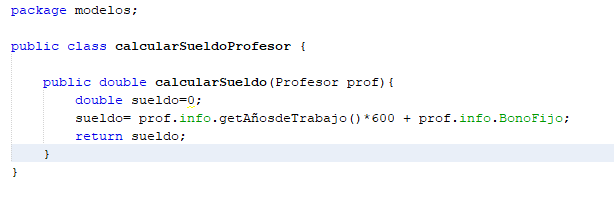 package modelos;
public class calcularSueldoProfesor {
public double calcularSueldo(Profesor prof){
double sueldo=0;
sueldo= prof.info.getAñosdeTrabajo()*600 + prof.info.BonoFijo;
return sueldo;
}
}